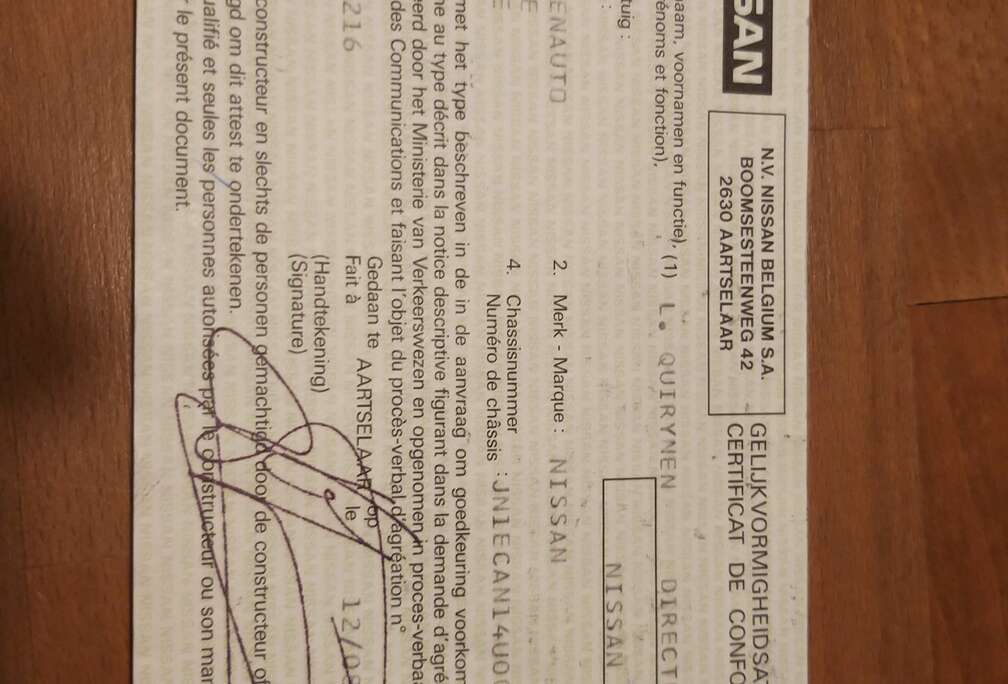 SAN
N.V. NISSAN BELGIUM S.A.
BOOMSESTEENWEG 42
2630 AARTSELAAR
GELIJKVORMIGHEIDSA
CERTIFICAT DE CONFO
naam, voornamen en functie), (1) L. QUIRYNEN DIRECT
énoms et fonction),
NISSAN
tuig :
:
ENAUTO
2. Merk - Marque : NISSAN
E
4. Chassisnummer
Numéro de châssis : JN1ECAN14U0
E
met het type beschreven in de in de aanvraag om goedkeuring voorkom
ne au type décrit dans la notice descriptive figurant dans la demande d'agré
eerd door het Ministerie van Verkeerswezen en opgenomen in proces-verba
des Communications et faisant l'objet du procès-verbal d'agréation n°
216
Gedaan te AARTSELAAR op
Fait à le 12/0
(Handtekening)
(Signature)
constructeur en slechts de personen gemachtigd door de constructeur of
gd om dit attest te ondertekenen.
ualifié et seules les personnes autorisées par le constructeur ou son man
r le présent document.